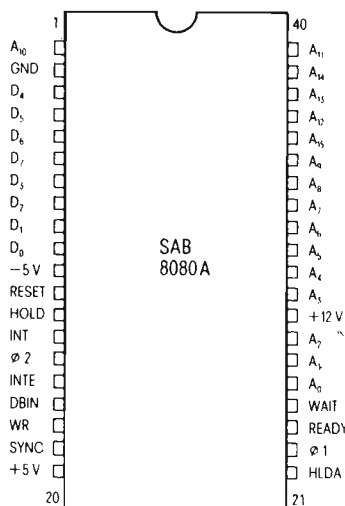 1
40
A₁₀
GND
D₄
D₅
D₆
D₇
D₃
D₂
D₁
D₀
−5 V
RESET
HOLD
INT
ø 2
INTE
DBIN
WR
SYNC
+5 V
20
SAB
8080A
A₁₁
A₁₄
A₁₃
A₁₂
A₁₅
A₉
A₈
A₇
A₆
A₅
A₄
A₃
+12 V
A₂
A₁
A₀
WAIT
READY
ø 1
HLDA
21